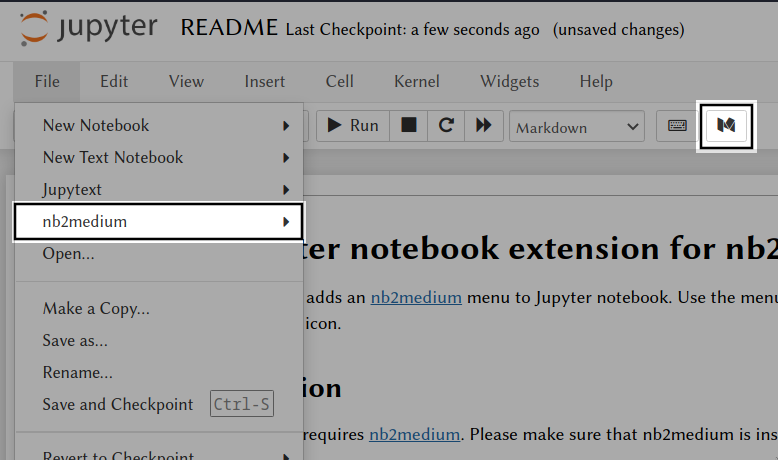 jupyter README Last Checkpoint: a few seconds ago (unsaved changes)
File Edit View Insert Cell Kernel Widgets Help
Run Markdown
New Notebook
New Text Notebook
Jupytext
nb2medium
Open...
Make a Copy...
Save as...
Rename...
Save and Checkpoint Ctrl-S
Revert to Checkpoint
ter notebook extension for nb2
adds an nb2medium menu to Jupyter notebook. Use the menu
icon.
ion
requires nb2medium. Please make sure that nb2medium is ins